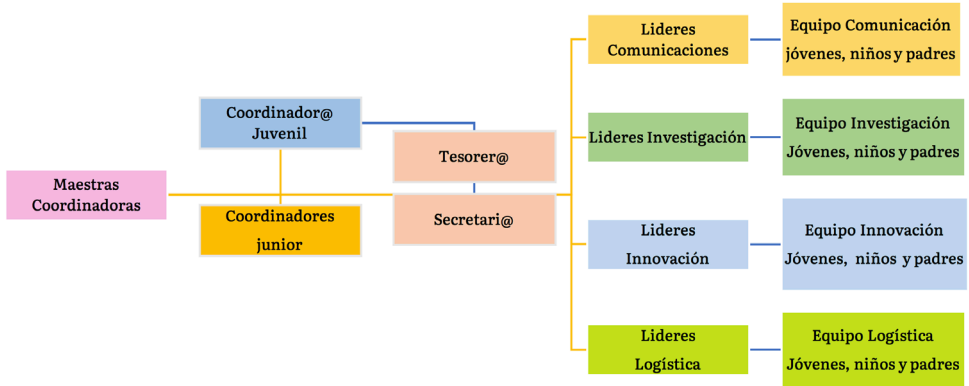 Maestras
Coordinadoras
Coordinador@
Juvenil
Coordinadores
junior
Tesorer@
Secretari@
Lideres
Comunicaciones
Equipo Comunicación
jóvenes, niños y padres
Lideres Investigación
Equipo Investigación
Jóvenes, niños y padres
Lideres
Innovación
Equipo Innovación
Jóvenes, niños y padres
Lideres
Logística
Equipo Logística
Jóvenes, niños y padres